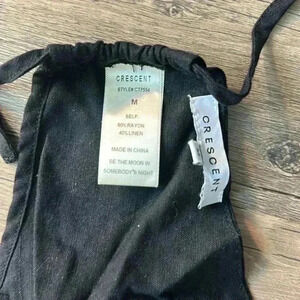 CRESCENT
STYLE# CT7554
M
SELF:
60% RAYON
40% LINEN
MADE IN CHINA
BE THE MOON IN
SOMEBODY'S NIGHT
CRESCENT